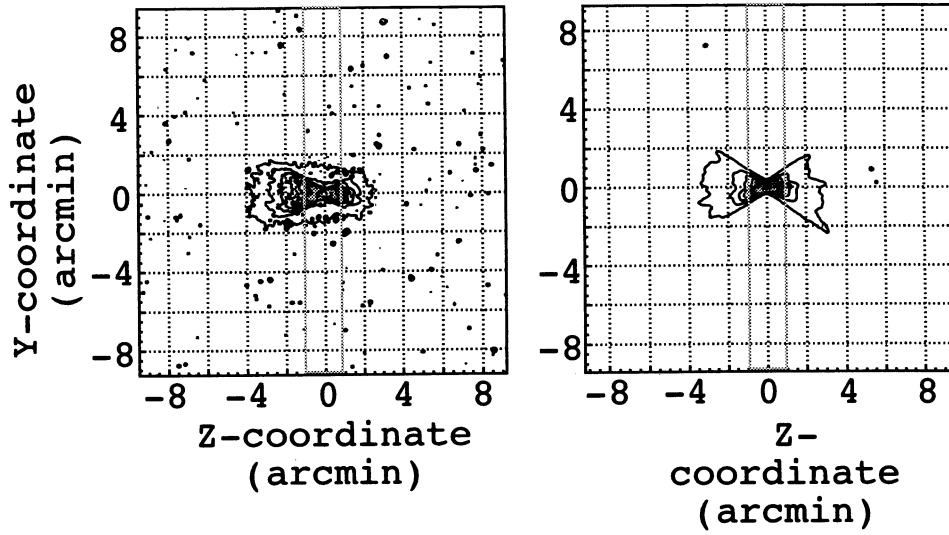 8
4
0
−4
−8
Y-coordinate
(arcmin)
−8 −4 0 4 8
Z-coordinate
(arcmin)
8
4
0
−4
−8
−8 −4 0 4 8
Z-
coordinate
(arcmin)